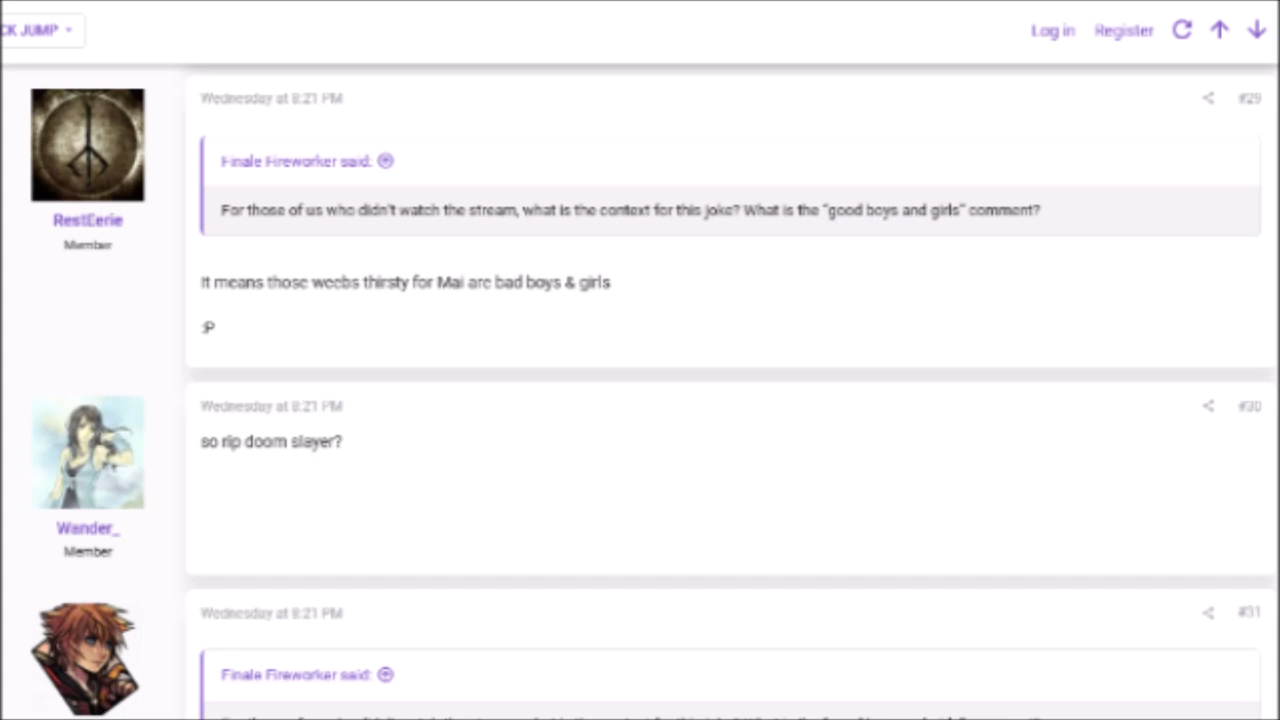 CK JUMP
Log in Register
Wednesday at 8:21 PM #29
Finale Fireworker said:
For those of us who didn't watch the stream, what is the context for this joke? What is the "good boys and girls" comment?
RestEerie
Member
It means those weebs thirsty for Mai are bad boys & girls
:P
Wednesday at 8:21 PM #30
so rip doom slayer?
Wander_
Member
Wednesday at 8:21 PM #31
Finale Fireworker said: